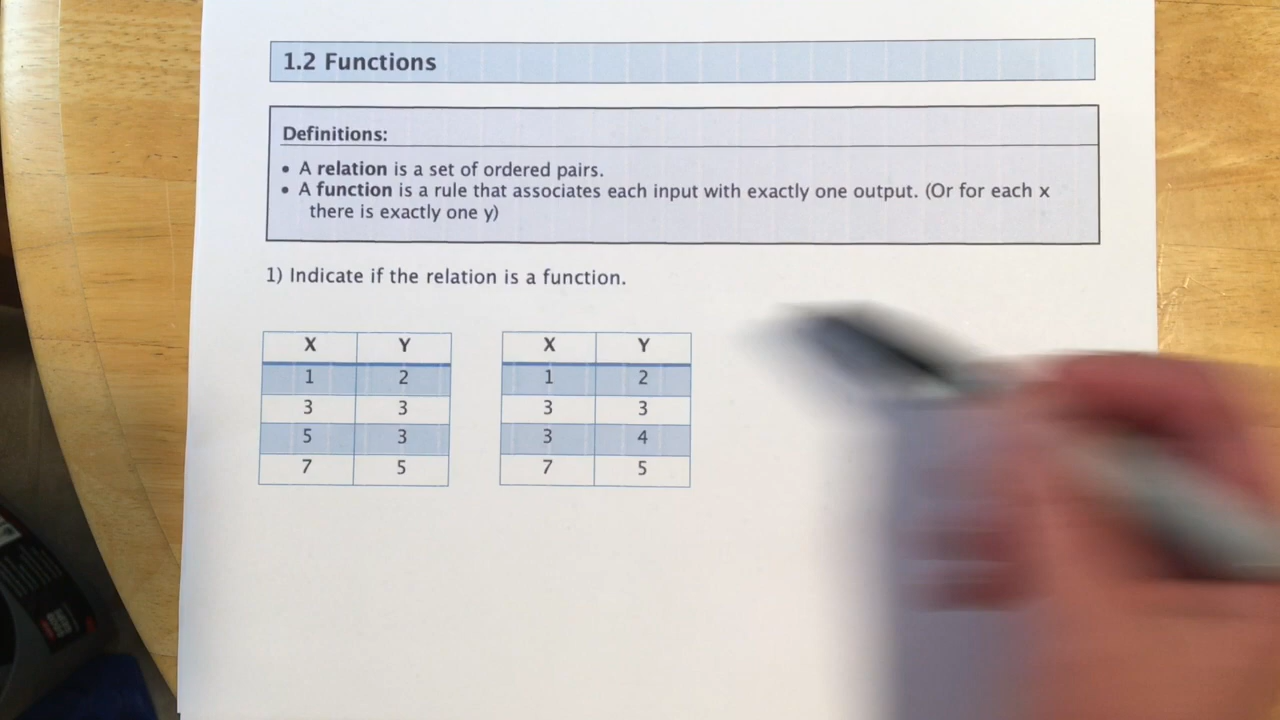 1.2 Functions
Definitions:
• A relation is a set of ordered pairs.
• A function is a rule that associates each input with exactly one output. (Or for each x
there is exactly one y)
1) Indicate if the relation is a function.
X Y X Y
1 2 1 2
3 3 3 3
5 3 3 4
7 5 7 5